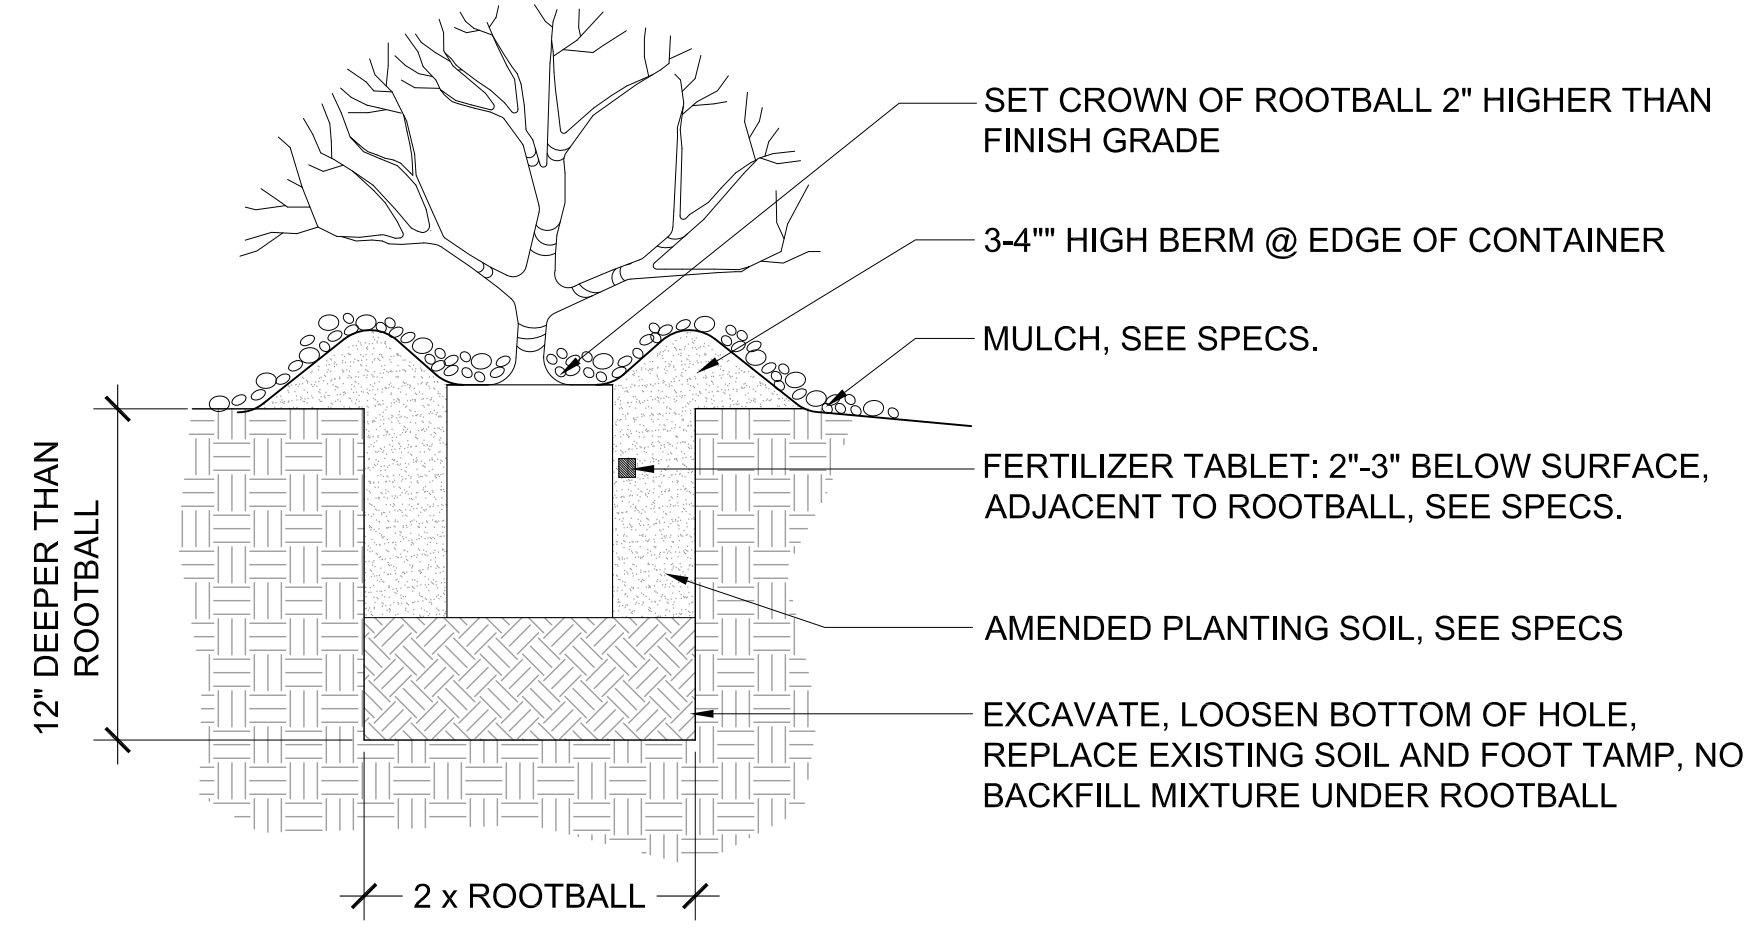 SET CROWN OF ROOTBALL 2" HIGHER THAN
FINISH GRADE
3-4"" HIGH BERM @ EDGE OF CONTAINER
MULCH, SEE SPECS.
FERTILIZER TABLET: 2"-3" BELOW SURFACE,
ADJACENT TO ROOTBALL, SEE SPECS.
AMENDED PLANTING SOIL, SEE SPECS
EXCAVATE, LOOSEN BOTTOM OF HOLE,
REPLACE EXISTING SOIL AND FOOT TAMP, NO
BACKFILL MIXTURE UNDER ROOTBALL
12" DEEPER THAN
ROOTBALL
2 x ROOTBALL